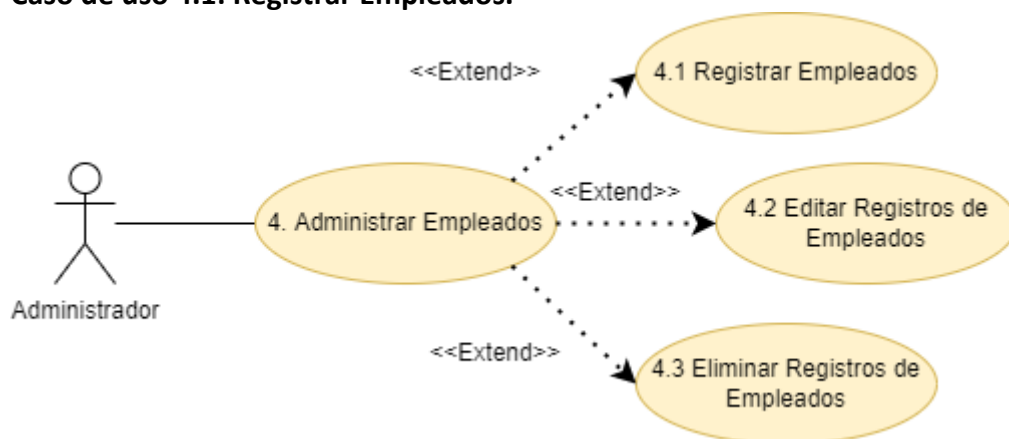 Caso de uso 4.1: Registrar Empleados.
<<Extend>>
4.1 Registrar Empleados
<<Extend>>
4. Administrar Empleados
4.2 Editar Registros de
Empleados
Administrador
<<Extend>>
4.3 Eliminar Registros de
Empleados